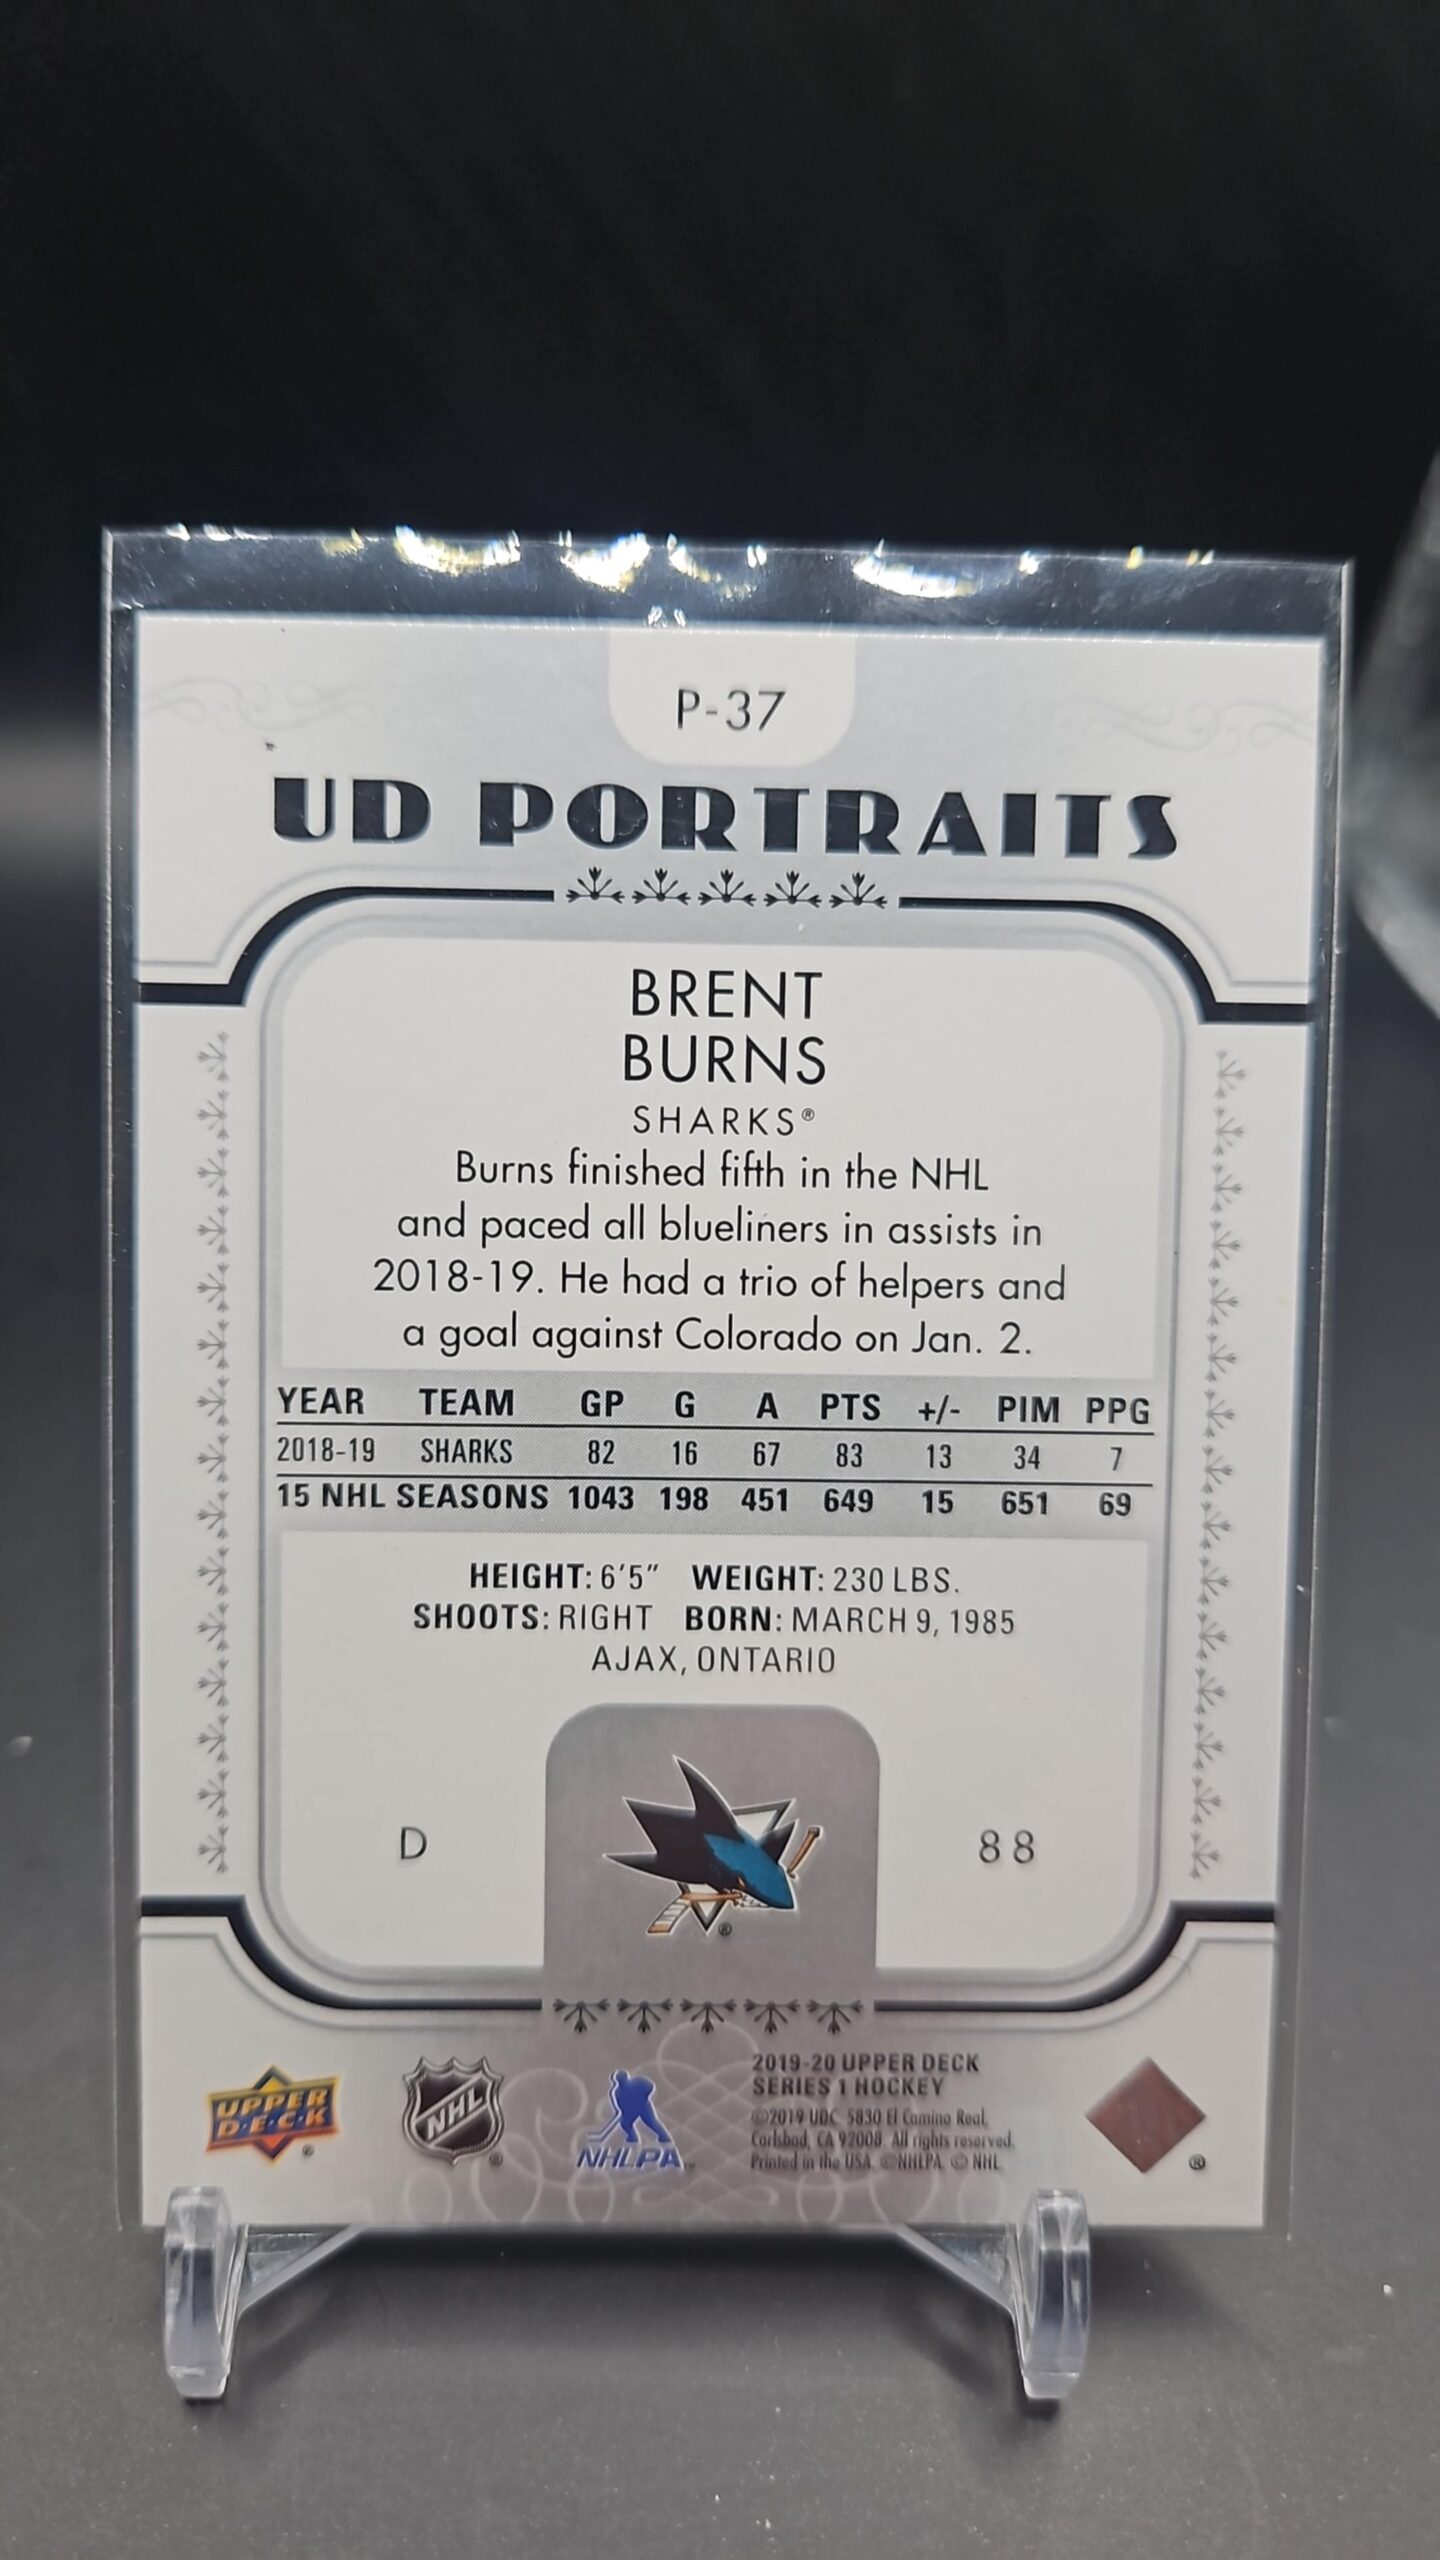 P-37
UD PORTRAITS
BRENT
BURNS
SHARKS®
Burns finished fifth in the NHL
and paced all blueliners in assists in
2018-19. He had a trio of helpers and
a goal against Colorado on Jan. 2.
YEAR TEAM GP G A PTS +/- PIM PPG
2018-19 SHARKS 82 16 67 83 13 34 7
15 NHL SEASONS 1043 198 451 649 15 651 69
HEIGHT: 6'5" WEIGHT: 230 LBS.
SHOOTS: RIGHT BORN: MARCH 9, 1985
AJAX, ONTARIO
D 88
®
UPPER
D·E·C·K
®
NHL
®
NHLPA™
2019-20 UPPER DECK
SERIES 1 HOCKEY
©2019 UDC 5830 El Camino Real,
Carlsbad, CA 92008. All rights reserved.
Printed in the USA. ©NHLPA. © NHL
®